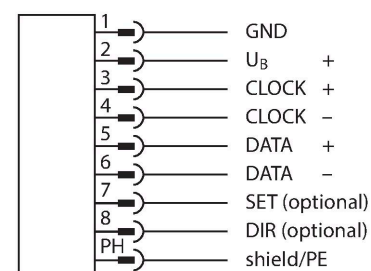 1 GND
2 U_B +
3 CLOCK +
4 CLOCK –
5 DATA +
6 DATA –
7 SET (optional)
8 DIR (optional)
PH shield/PE